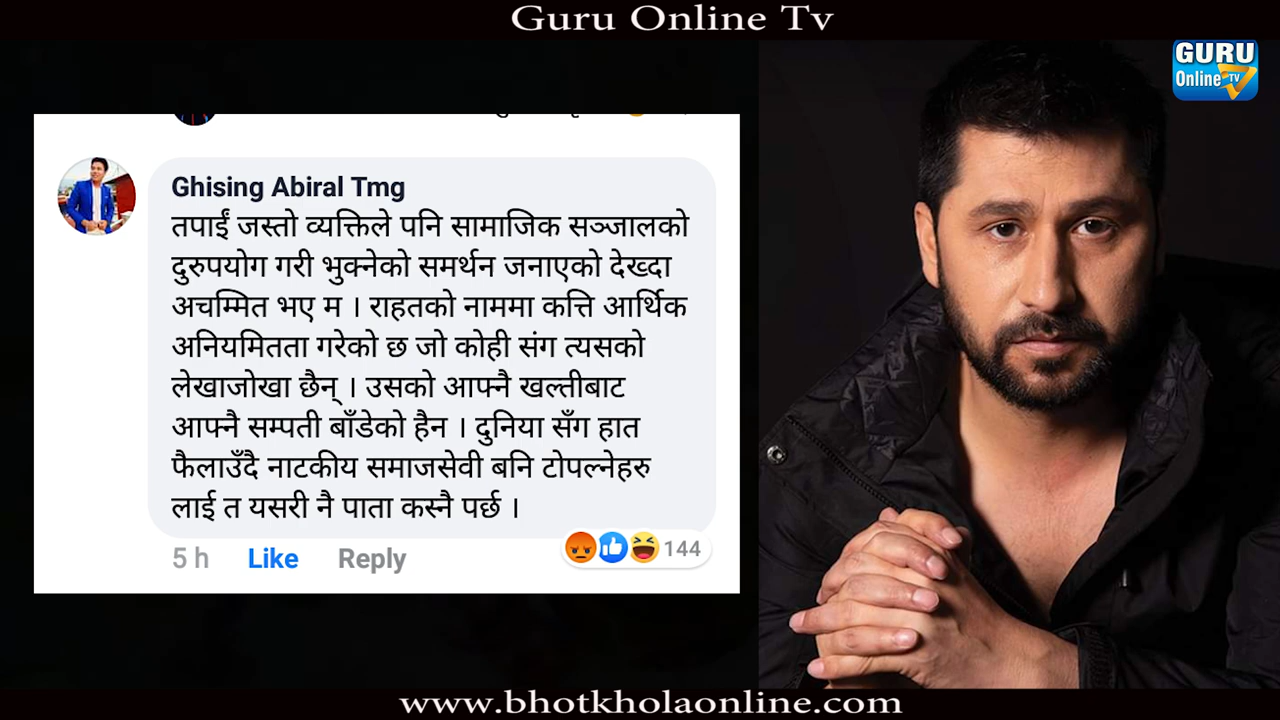 Guru Online Tv
GURU
Online TV
Ghising Abiral Tmg
तपाईं जस्तो व्यक्तिले पनि सामाजिक सञ्जालको
दुरुपयोग गरी भुक्नेको समर्थन जनाएको देख्दा
अचम्मित भए म । राहतको नाममा कत्ति आर्थिक
अनियमितता गरेको छ जो कोही संग त्यसको
लेखाजोखा छैन् । उसको आफ्नै खल्तीबाट
आफ्नै सम्पती बाँडेको हैन । दुनिया सँग हात
फैलाउँदै नाटकीय समाजसेवी बनि टोपल्नेहरु
लाई त यसरी नै पाता कस्नै पर्छ ।
5 h Like Reply 144
www.bhotkholaonline.com